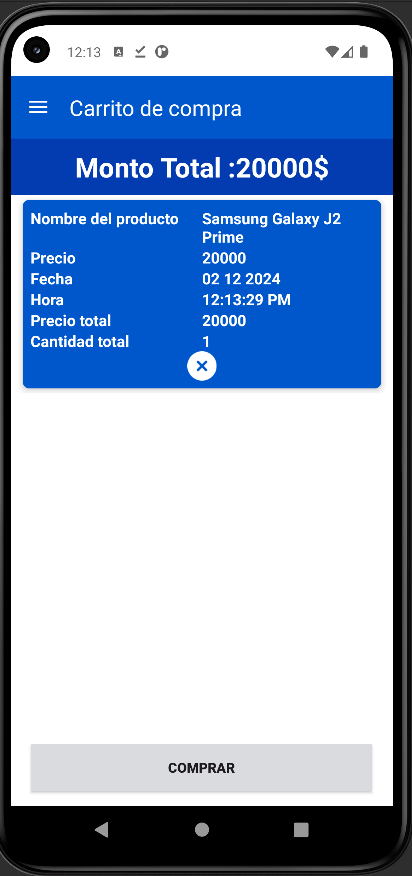 12:13
Carrito de compra
Monto Total :20000$
Nombre del producto Samsung Galaxy J2
Prime
Precio 20000
Fecha 02 12 2024
Hora 12:13:29 PM
Precio total 20000
Cantidad total 1
COMPRAR